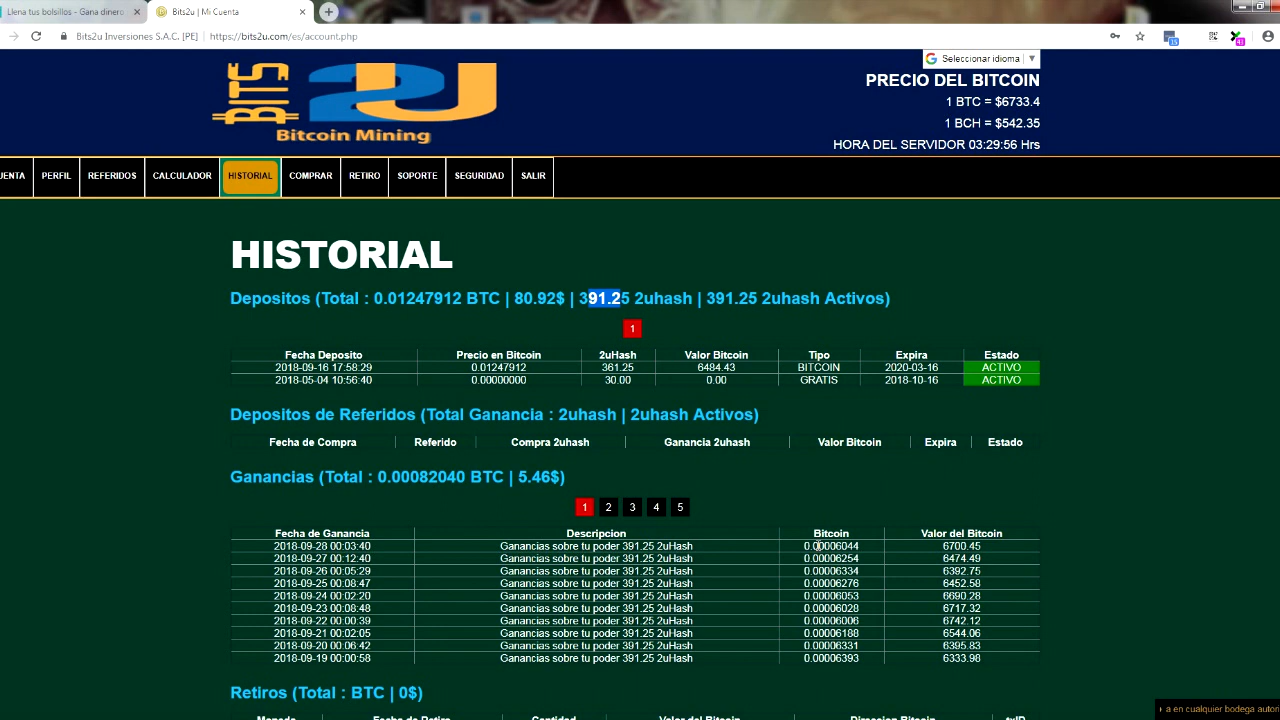 Llena tus bolsillos - Gana dinero
Bits2u | Mi Cuenta
Bits2u Inversiones S.A.C. [PE] | https://bits2u.com/es/account.php
Seleccionar idioma
BITS 2U
Bitcoin Mining
PRECIO DEL BITCOIN
1 BTC = $6733.4
1 BCH = $542.35
HORA DEL SERVIDOR 03:29:56 Hrs
UENTA PERFIL REFERIDOS CALCULADOR HISTORIAL COMPRAR RETIRO SOPORTE SEGURIDAD SALIR
HISTORIAL
Depositos (Total : 0.01247912 BTC | 80.92$ | 391.25 2uhash | 391.25 2uhash Activos)
1
Fecha Deposito Precio en Bitcoin 2uHash Valor Bitcoin Tipo Expira Estado
2018-09-16 17:58:29 0.01247912 361.25 6484.43 BITCOIN 2020-03-16 ACTIVO
2018-05-04 10:56:40 0.00000000 30.00 0.00 GRATIS 2018-10-16 ACTIVO
Depositos de Referidos (Total Ganancia : 2uhash | 2uhash Activos)
Fecha de Compra Referido Compra 2uhash Ganancia 2uhash Valor Bitcoin Expira Estado
Ganancias (Total : 0.00082040 BTC | 5.46$)
1 2 3 4 5
Fecha de Ganancia Descripcion Bitcoin Valor del Bitcoin
2018-09-28 00:03:40 Ganancias sobre tu poder 391.25 2uHash 0.00006044 6700.45
2018-09-27 00:12:40 Ganancias sobre tu poder 391.25 2uHash 0.00006254 6474.49
2018-09-26 00:05:29 Ganancias sobre tu poder 391.25 2uHash 0.00006334 6392.75
2018-09-25 00:08:47 Ganancias sobre tu poder 391.25 2uHash 0.00006276 6452.58
2018-09-24 00:02:20 Ganancias sobre tu poder 391.25 2uHash 0.00006053 6690.28
2018-09-23 00:08:48 Ganancias sobre tu poder 391.25 2uHash 0.00006028 6717.32
2018-09-22 00:00:39 Ganancias sobre tu poder 391.25 2uHash 0.00006006 6742.12
2018-09-21 00:02:05 Ganancias sobre tu poder 391.25 2uHash 0.00006188 6544.06
2018-09-20 00:06:42 Ganancias sobre tu poder 391.25 2uHash 0.00006331 6395.83
2018-09-19 00:00:58 Ganancias sobre tu poder 391.25 2uHash 0.00006393 6333.98
Retiros (Total : BTC | 0$)
Moneda Fecha de Retiro Cantidad Valor del Bitcoin Direccion Bitcoin txID
a en cualquier bodega autori